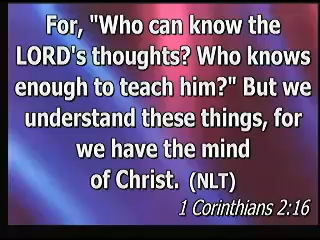 For, "Who can know the
LORD's thoughts? Who knows
enough to teach him?" But we
understand these things, for
we have the mind
of Christ. (NLT)
1 Corinthians 2:16